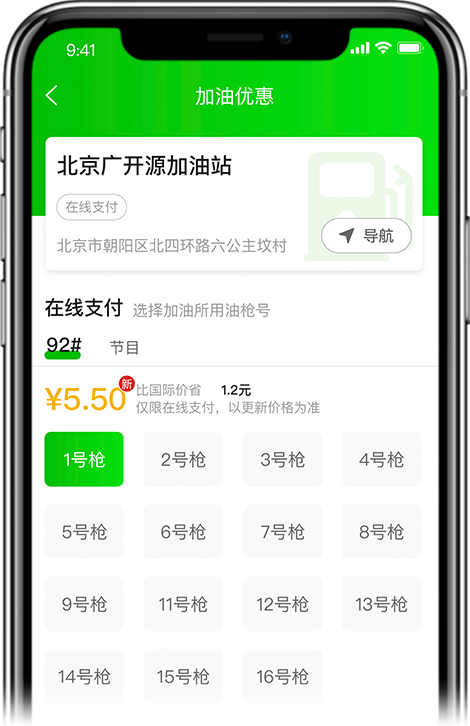 9:41
加油优惠
北京广开源加油站
在线支付
北京市朝阳区北四环路六公主坟村
导航
在线支付 选择加油所用油枪号
92# 节目
¥5.50 新 比国际价省 1.2元
仅限在线支付，以更新价格为准
1号枪 2号枪 3号枪 4号枪
5号枪 6号枪 7号枪 8号枪
9号枪 11号枪 12号枪 13号枪
14号枪 15号枪 16号枪